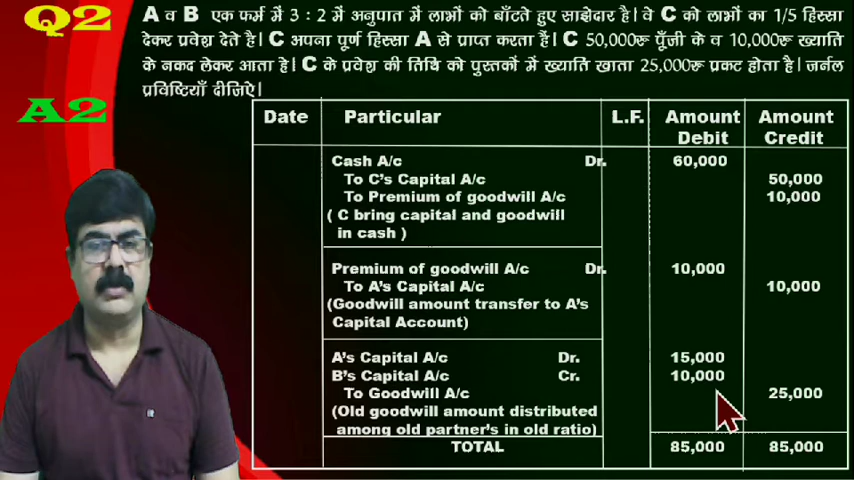 Q2
A व B एक फर्म में 3 : 2 में अनुपात में लाभों को बाँटते हुए साझेदार है। वे C को लाभों का 1/5 हिस्सा
देकर प्रवेश देते है। C अपना पूर्ण हिस्सा A से प्राप्त करता हैं। C 50,000रू पूँजी के व 10,000रू ख्याति
के नकद लेकर आता हे। C के प्रवेश की तिथि को पुस्तकों में ख्याति खाता 25,000रू प्रकट होता है। जर्नल
प्रविष्टियाँ दीजिऐ।
A2
Date Particular L.F. Amount Debit Amount Credit
Cash A/c Dr. 60,000
To C's Capital A/c 50,000
To Premium of goodwill A/c 10,000
( C bring capital and goodwill
in cash )
Premium of goodwill A/c Dr. 10,000
To A's Capital A/c 10,000
(Goodwill amount transfer to A's
Capital Account)
A's Capital A/c Dr. 15,000
B's Capital A/c Cr. 10,000
To Goodwill A/c 25,000
(Old goodwill amount distributed
among old partner's in old ratio)
TOTAL 85,000 85,000